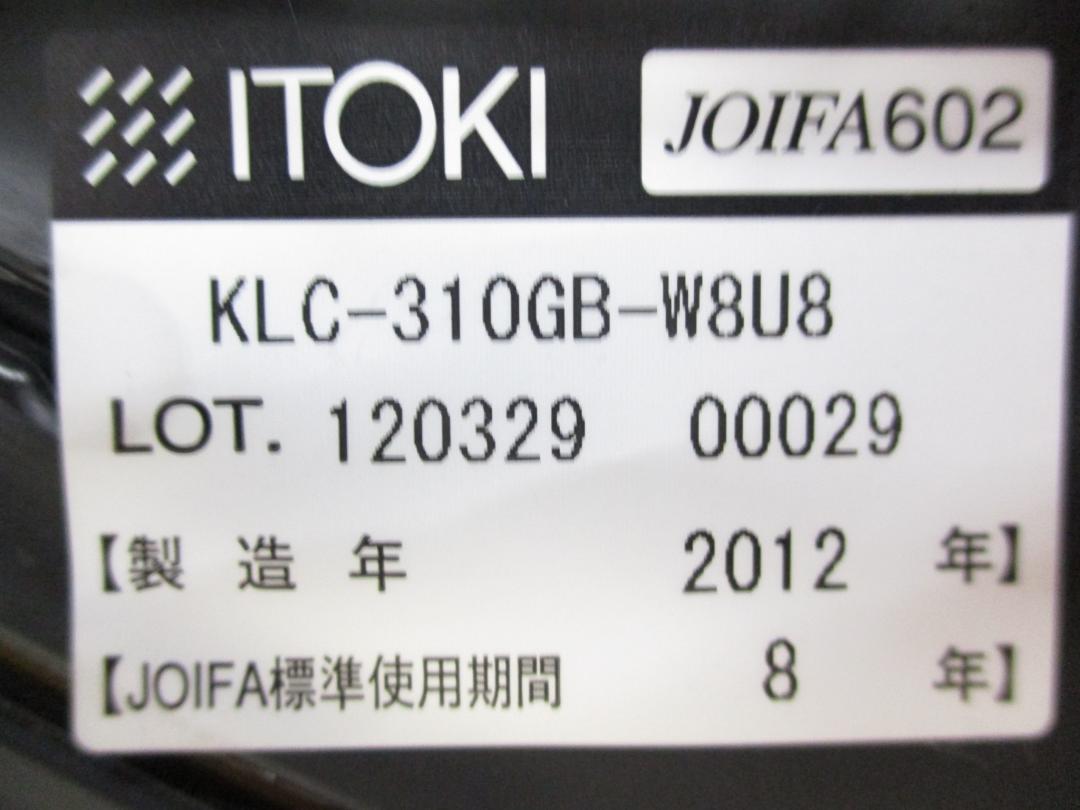 ITOKI JOIFA602
KLC-310GB-W8U8
LOT. 120329 00029
【製造年 2012 年】
【JOIFA標準使用期間 8 年】